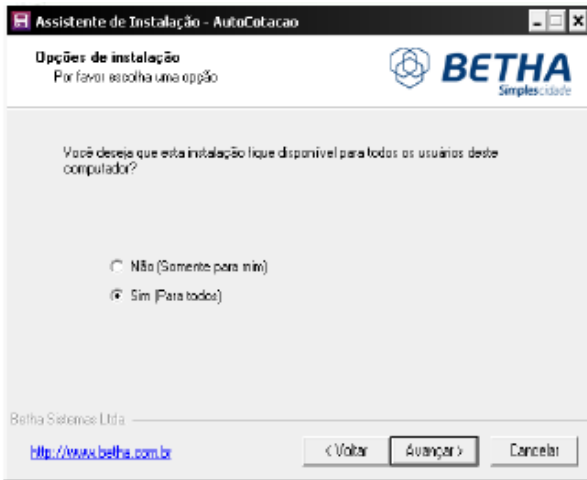 Assistente de Instalação - AutoCotacao
Opções de instalação
Por favor escolha uma opção
BETHA
Simplescidade
Você deseja que esta instalação fique disponível para todos os usuários deste
computador?
Não (Somente para mim)
Sim (Para todos)
Betha Sistemas Ltda
http://www.betha.com.br
< Voltar
Avançar >
Cancelar